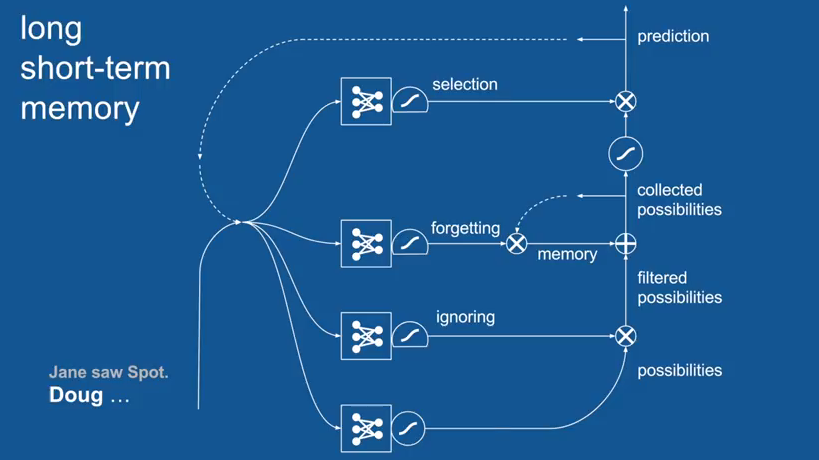 long
short-term
memory
prediction
selection
collected
possibilities
forgetting
memory
filtered
possibilities
ignoring
possibilities
Jane saw Spot.
Doug …